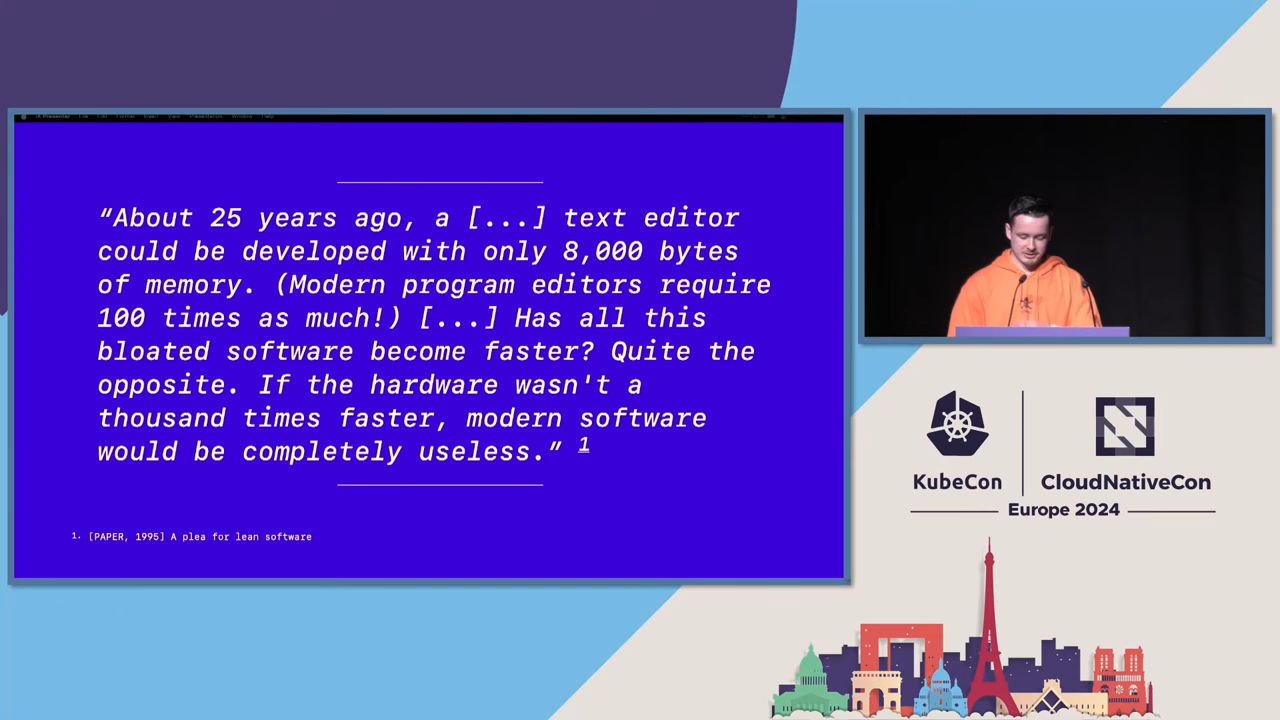 “About 25 years ago, a [...] text editor
could be developed with only 8,000 bytes
of memory. (Modern program editors require
100 times as much!) [...] Has all this
bloated software become faster? Quite the
opposite. If the hardware wasn't a
thousand times faster, modern software
would be completely useless.” 1
1. [PAPER, 1995] A plea for lean software
KubeCon
CloudNativeCon
Europe 2024